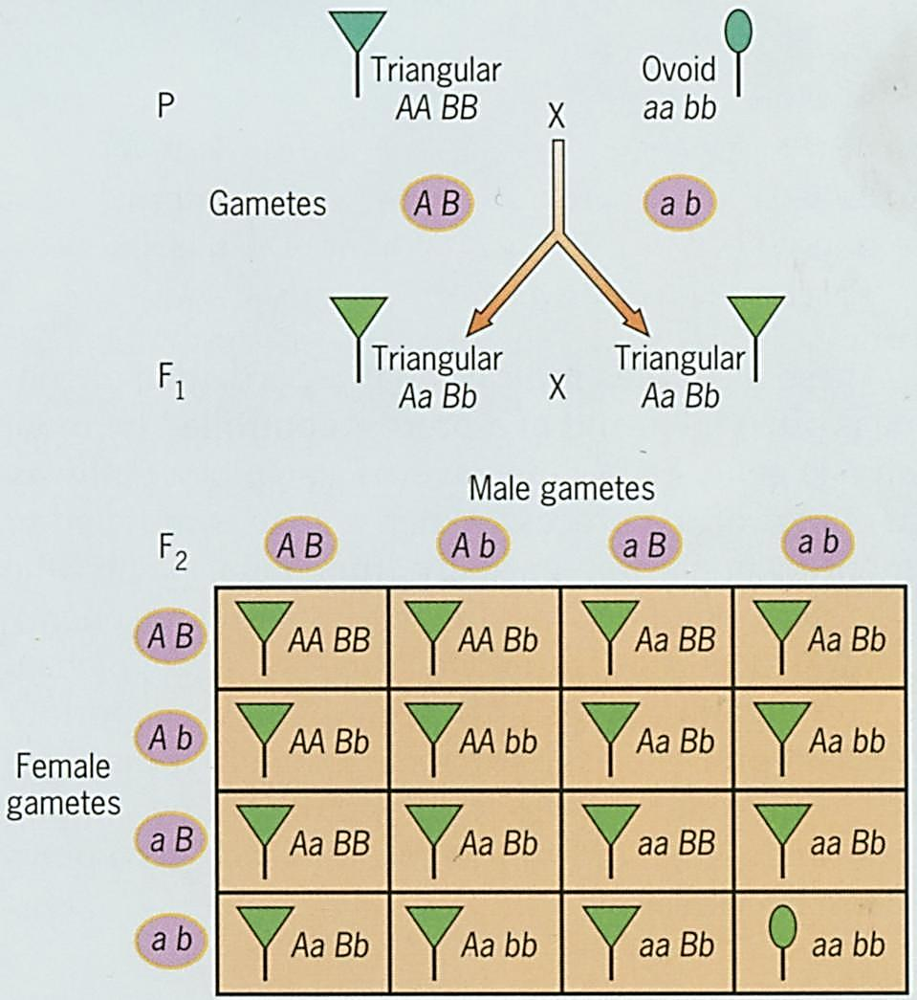 Triangular
AA BB
Ovoid
aa bb
P
X
Gametes
A B
a b
Triangular
Aa Bb
Triangular
Aa Bb
F1
X
Male gametes
F2
A B
A b
a B
a b
A B
AA BB
AA Bb
Aa BB
Aa Bb
A b
AA Bb
AA bb
Aa Bb
Aa bb
Female
gametes
a B
Aa BB
Aa Bb
aa BB
aa Bb
a b
Aa Bb
Aa bb
aa Bb
aa bb